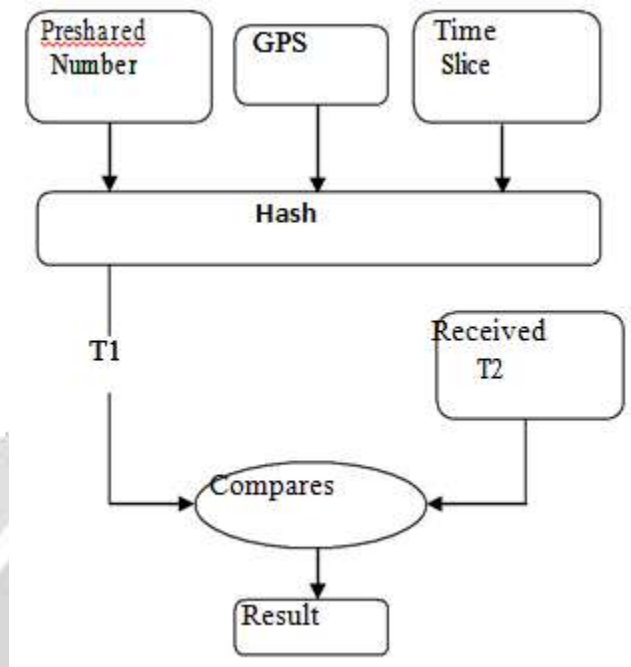 Preshared
Number
GPS
Time
Slice
Hash
T1
Received
T2
Compares
Result